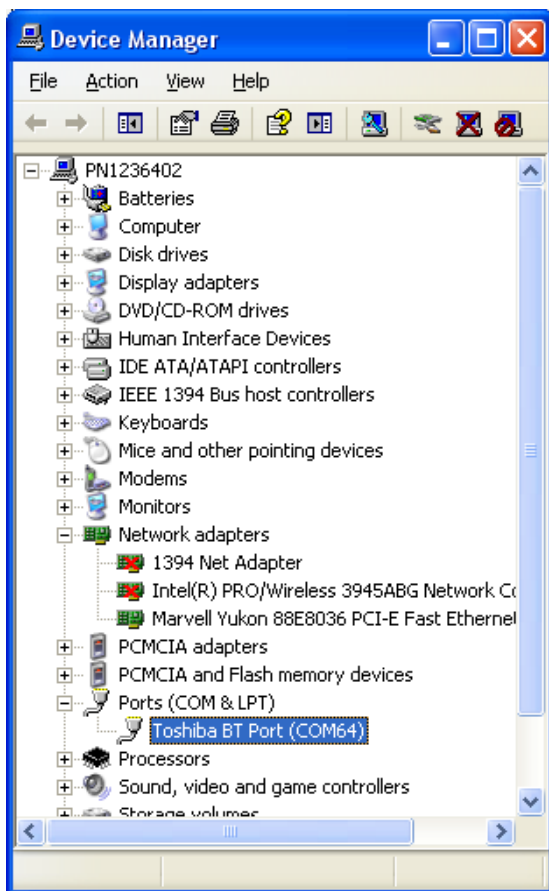 Device Manager
File Action View Help
PN1236402
Batteries
Computer
Disk drives
Display adapters
DVD/CD-ROM drives
Human Interface Devices
IDE ATA/ATAPI controllers
IEEE 1394 Bus host controllers
Keyboards
Mice and other pointing devices
Modems
Monitors
Network adapters
1394 Net Adapter
Intel(R) PRO/Wireless 3945ABG Network Co
Marvell Yukon 88E8036 PCI-E Fast Ethernet
PCMCIA adapters
PCMCIA and Flash memory devices
Ports (COM & LPT)
Toshiba BT Port (COM64)
Processors
Sound, video and game controllers
Storage volumes